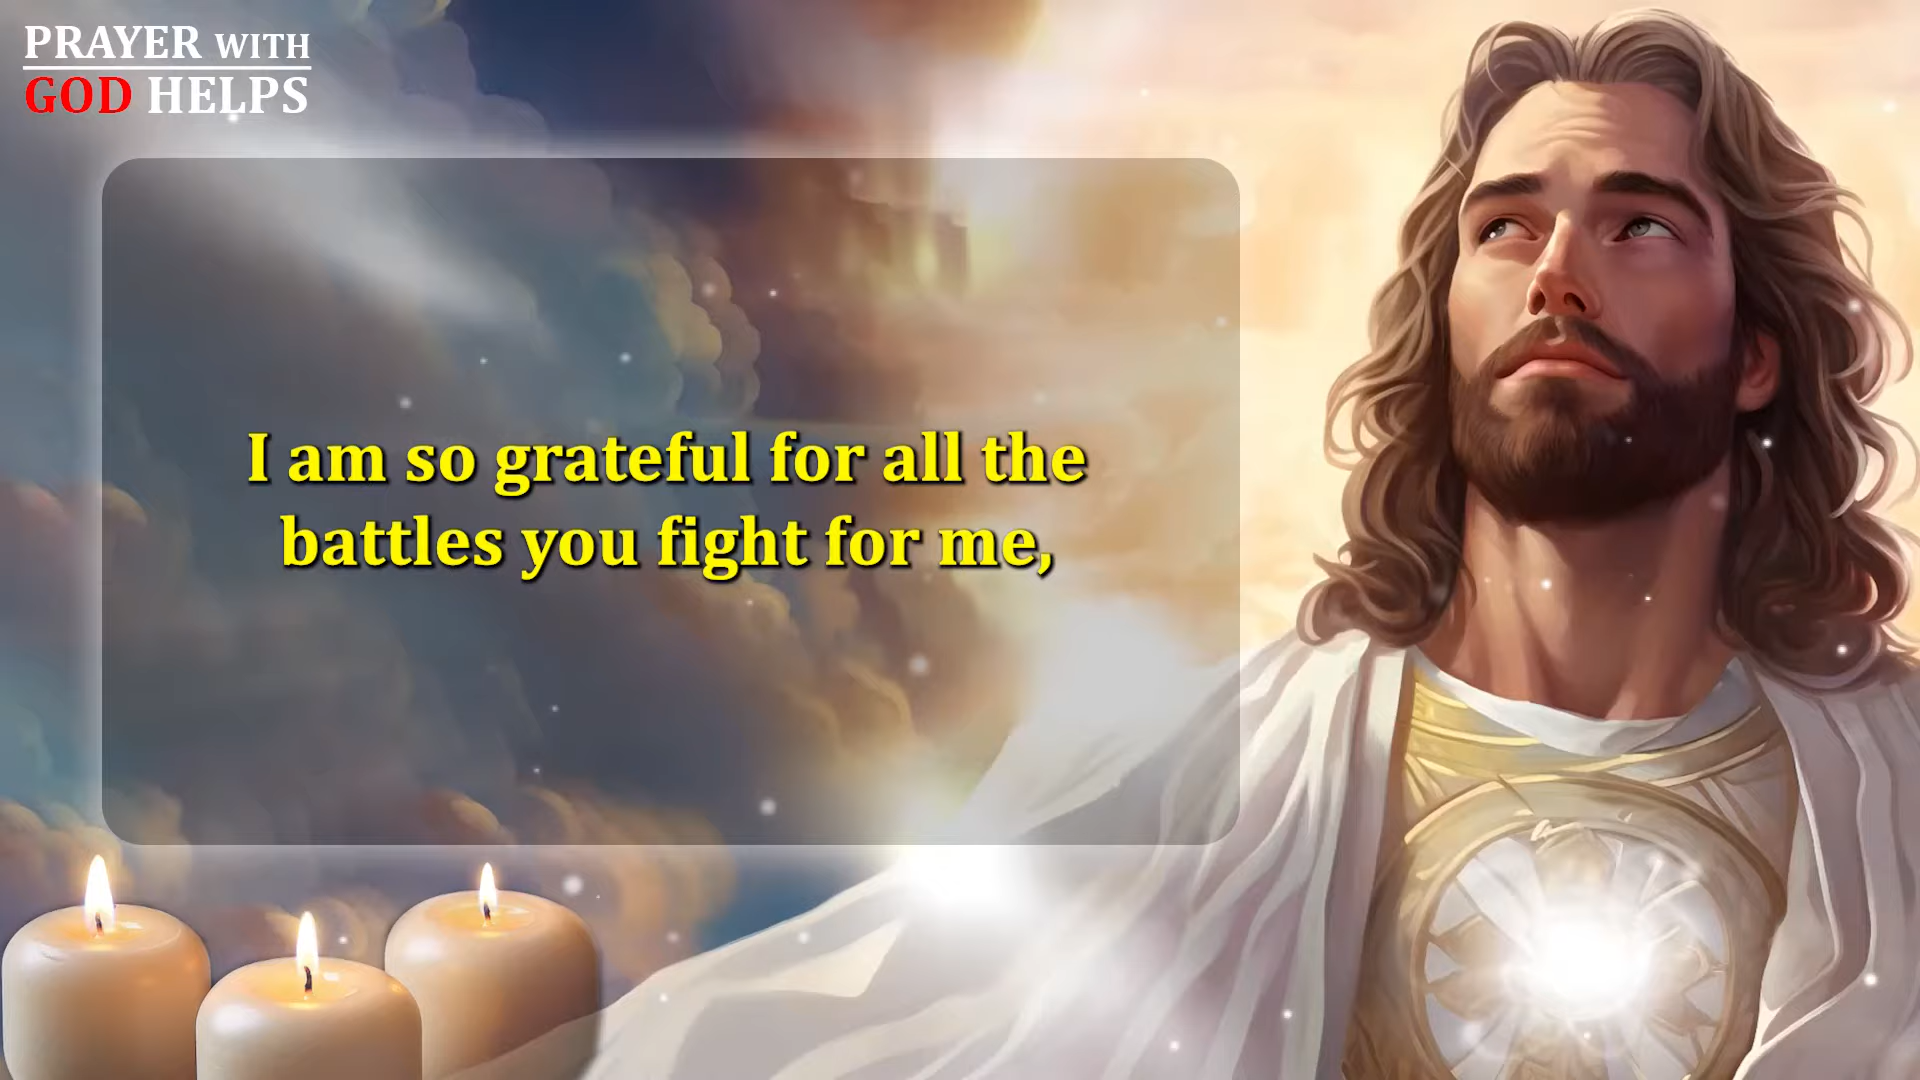 PRAYER WITH
GOD HELPS
I am so grateful for all the
battles you fight for me,